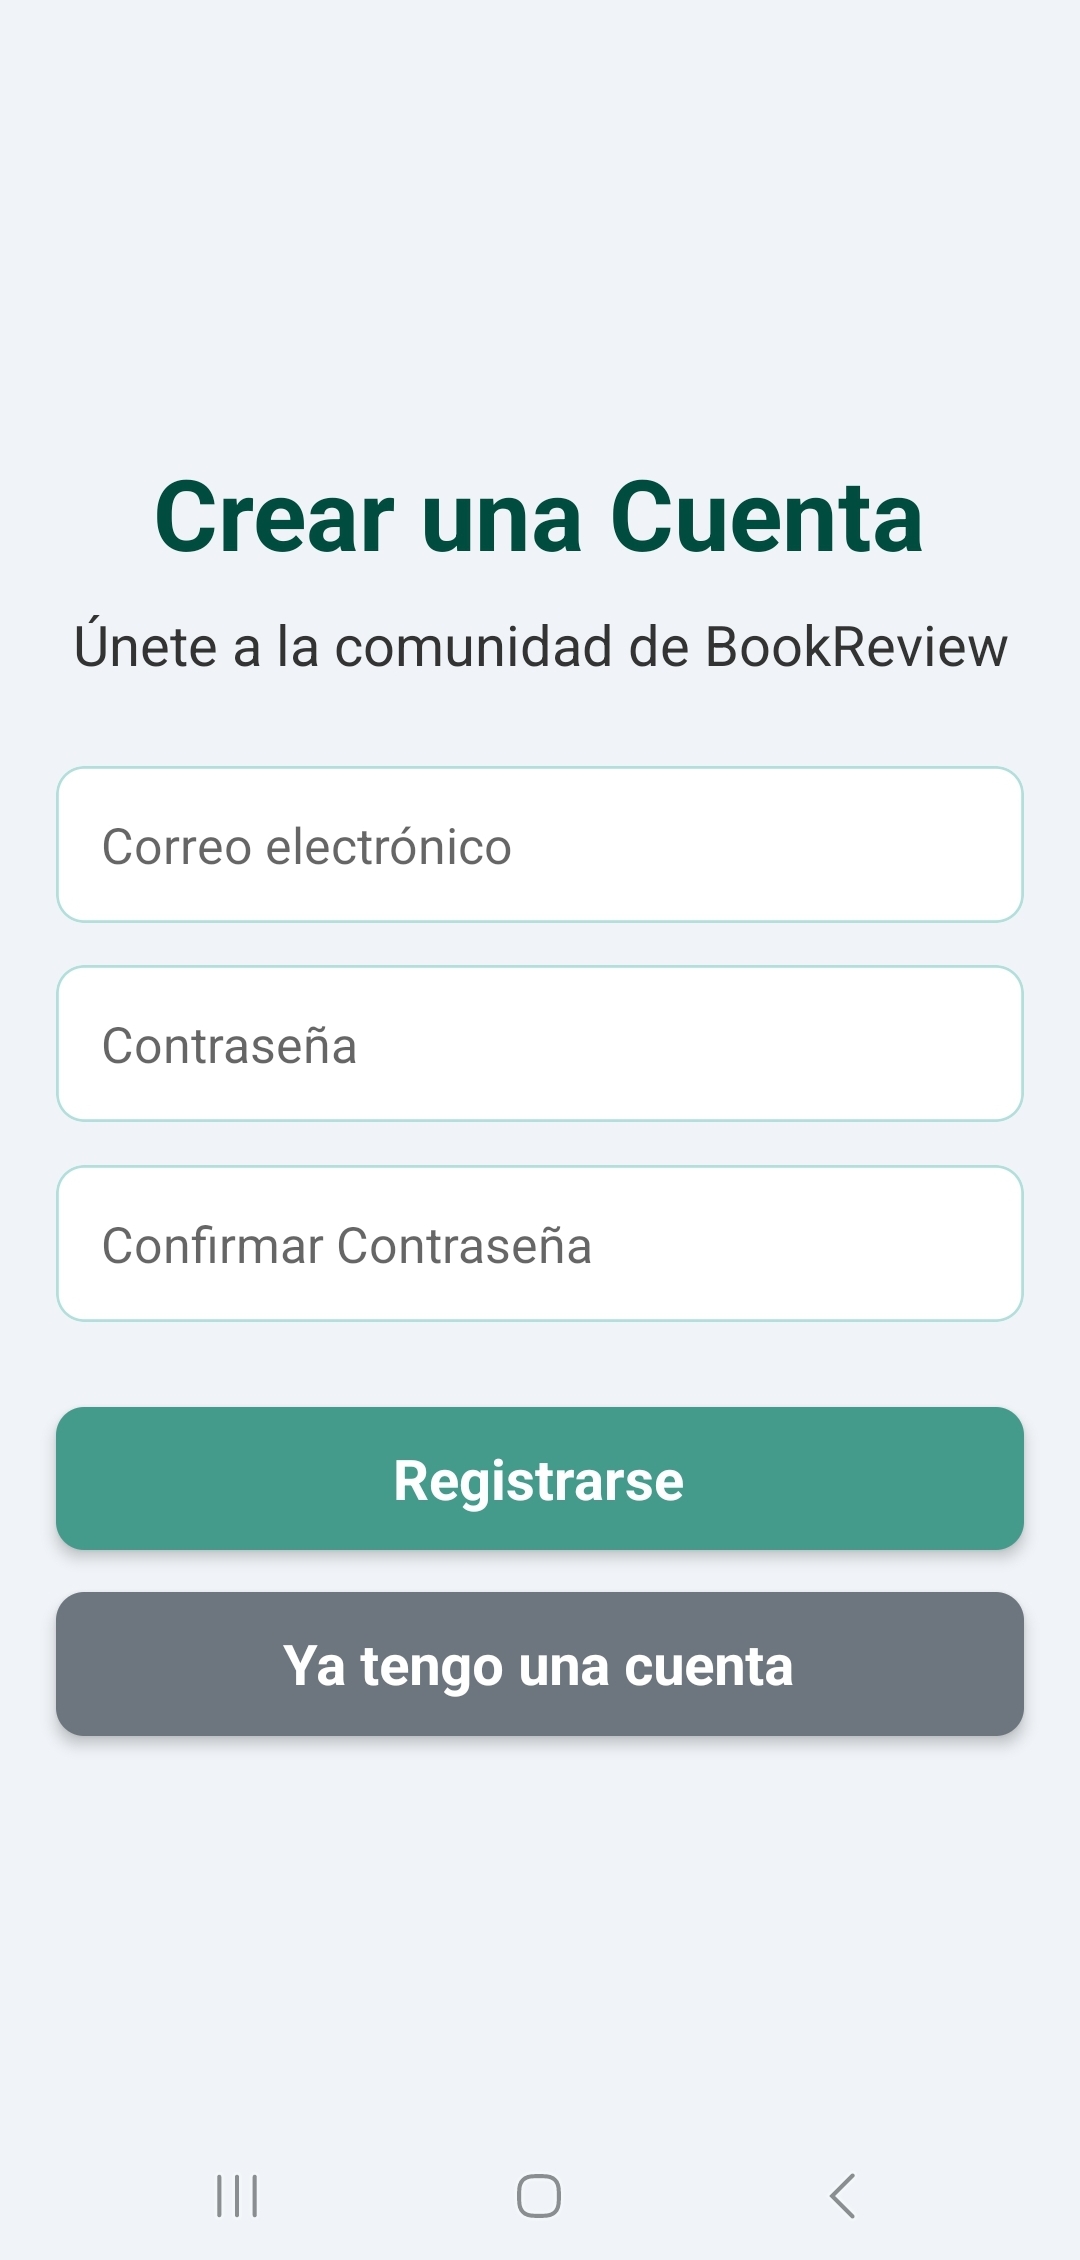 Crear una Cuenta
Únete a la comunidad de BookReview
Correo electrónico
Contraseña
Confirmar Contraseña
Registrarse
Ya tengo una cuenta